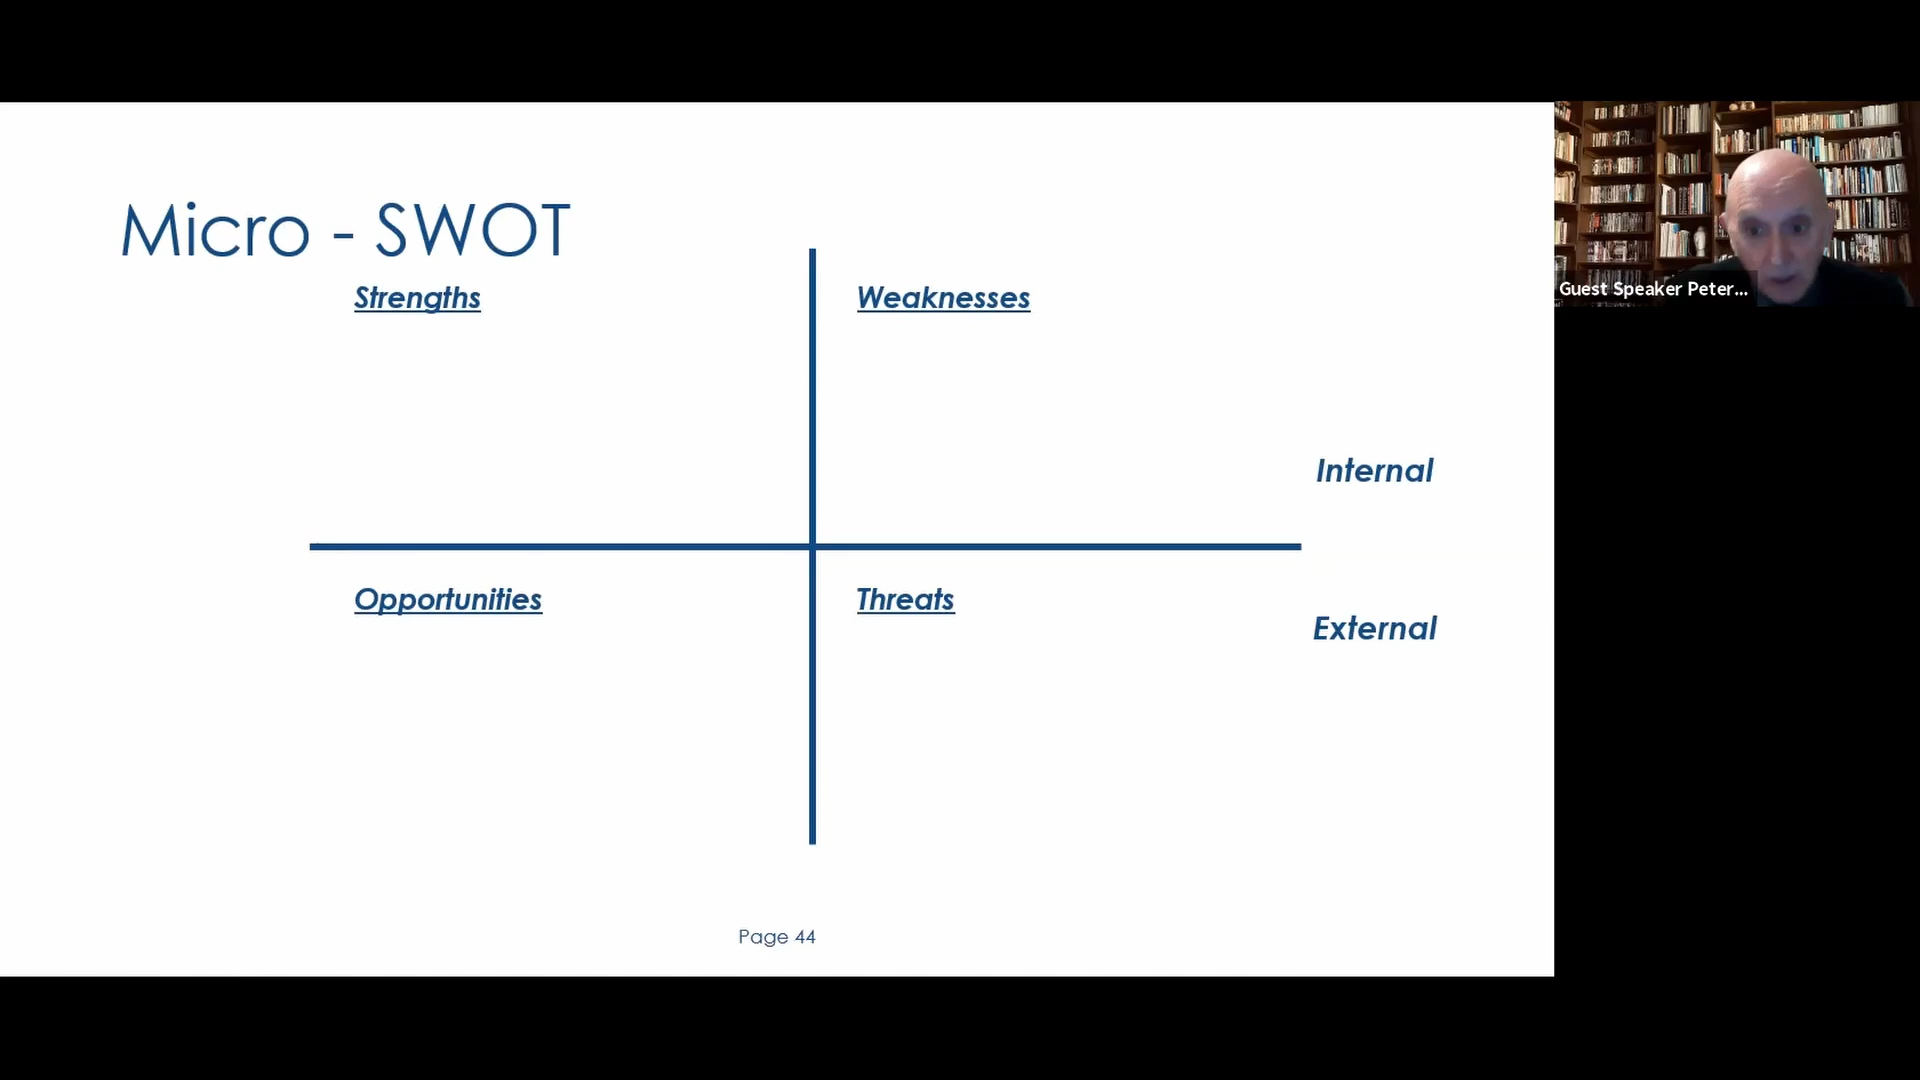 Micro - SWOT
Strengths
Weaknesses
Internal
Opportunities
Threats
External
Page 44
Guest Speaker Peter...